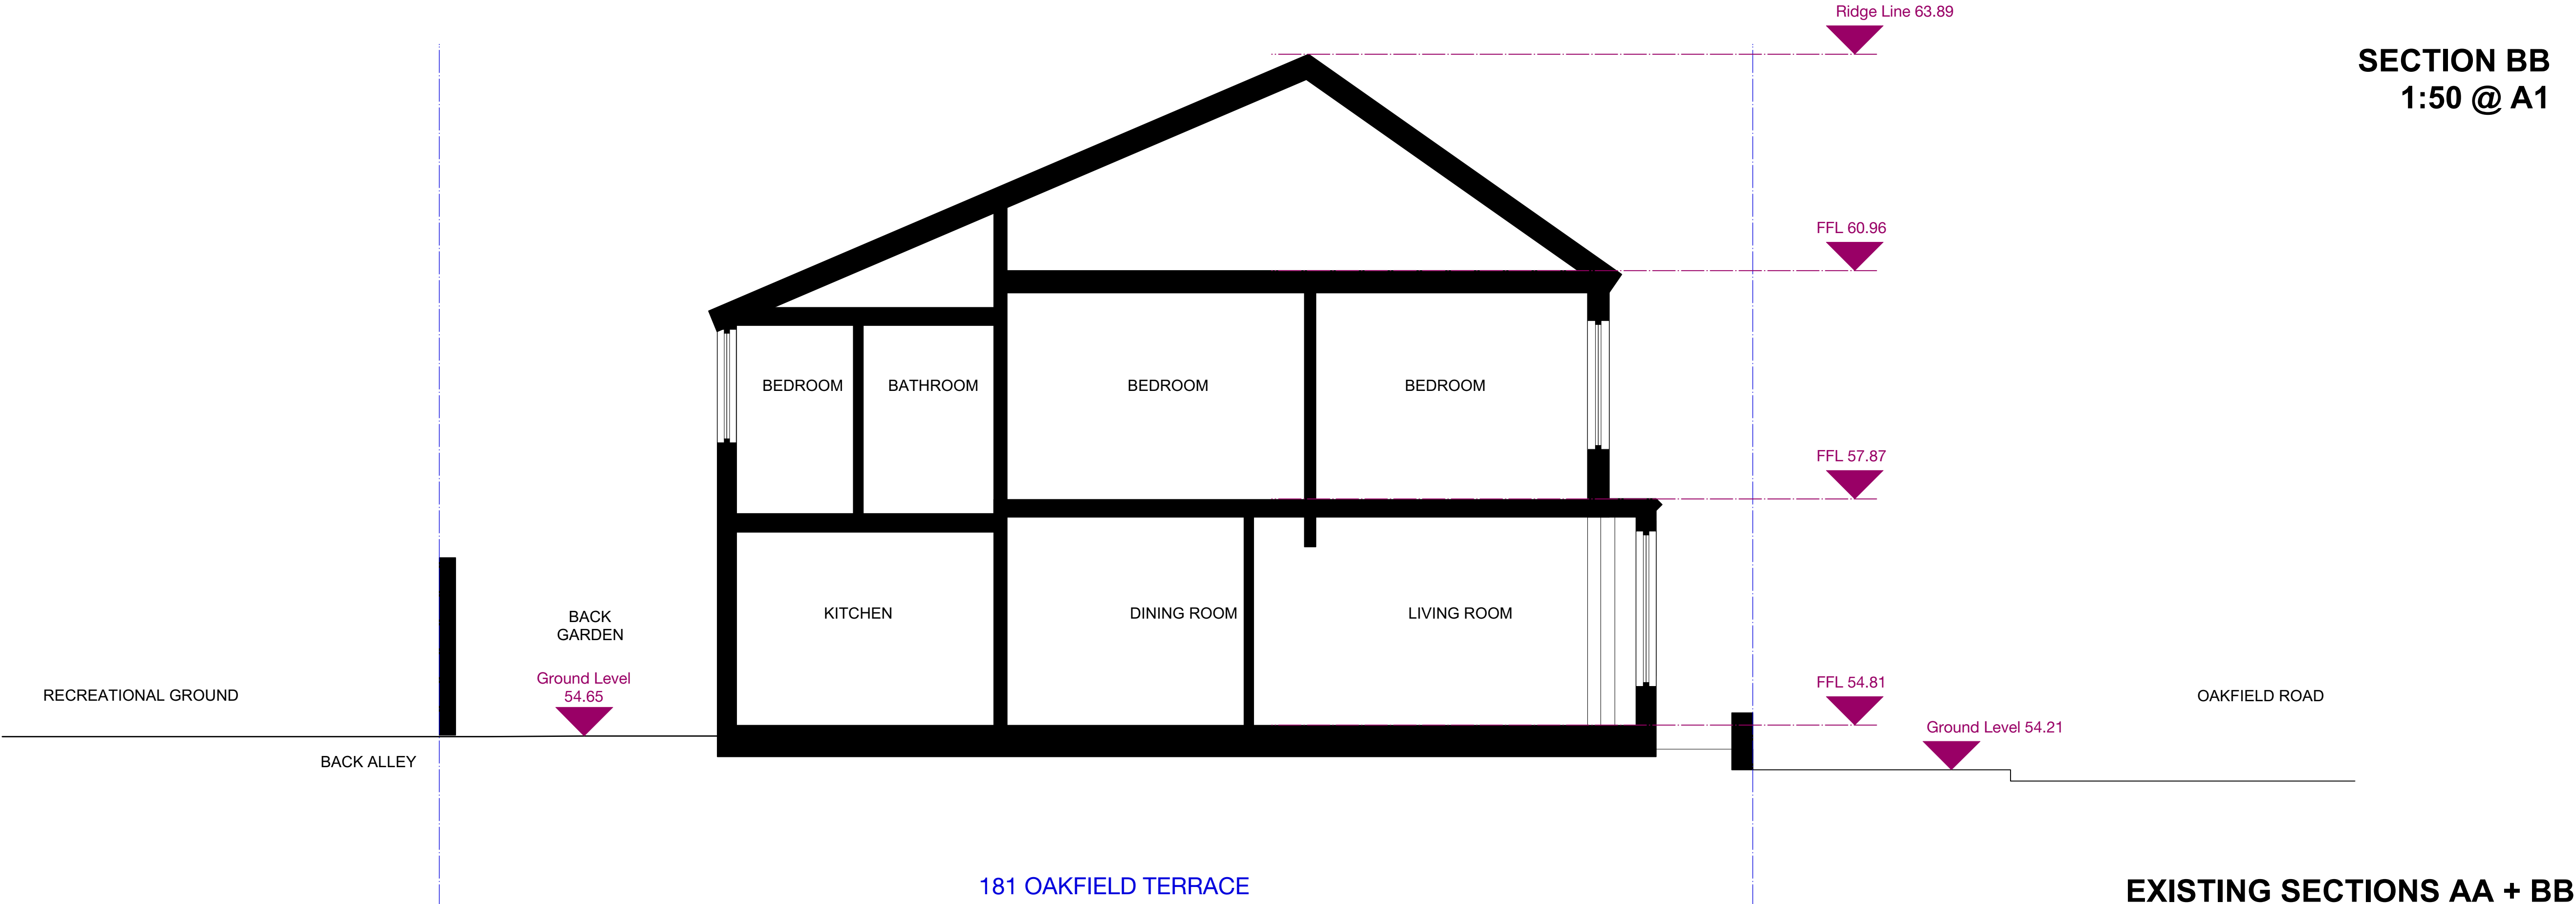 Ridge Line 63.89
SECTION BB
1:50 @ A1
FFL 60.96
BEDROOM
BATHROOM
BEDROOM
BEDROOM
FFL 57.87
KITCHEN
DINING ROOM
LIVING ROOM
BACK
GARDEN
Ground Level
54.65
RECREATIONAL GROUND
FFL 54.81
OAKFIELD ROAD
Ground Level 54.21
BACK ALLEY
181 OAKFIELD TERRACE
EXISTING SECTIONS AA + BB